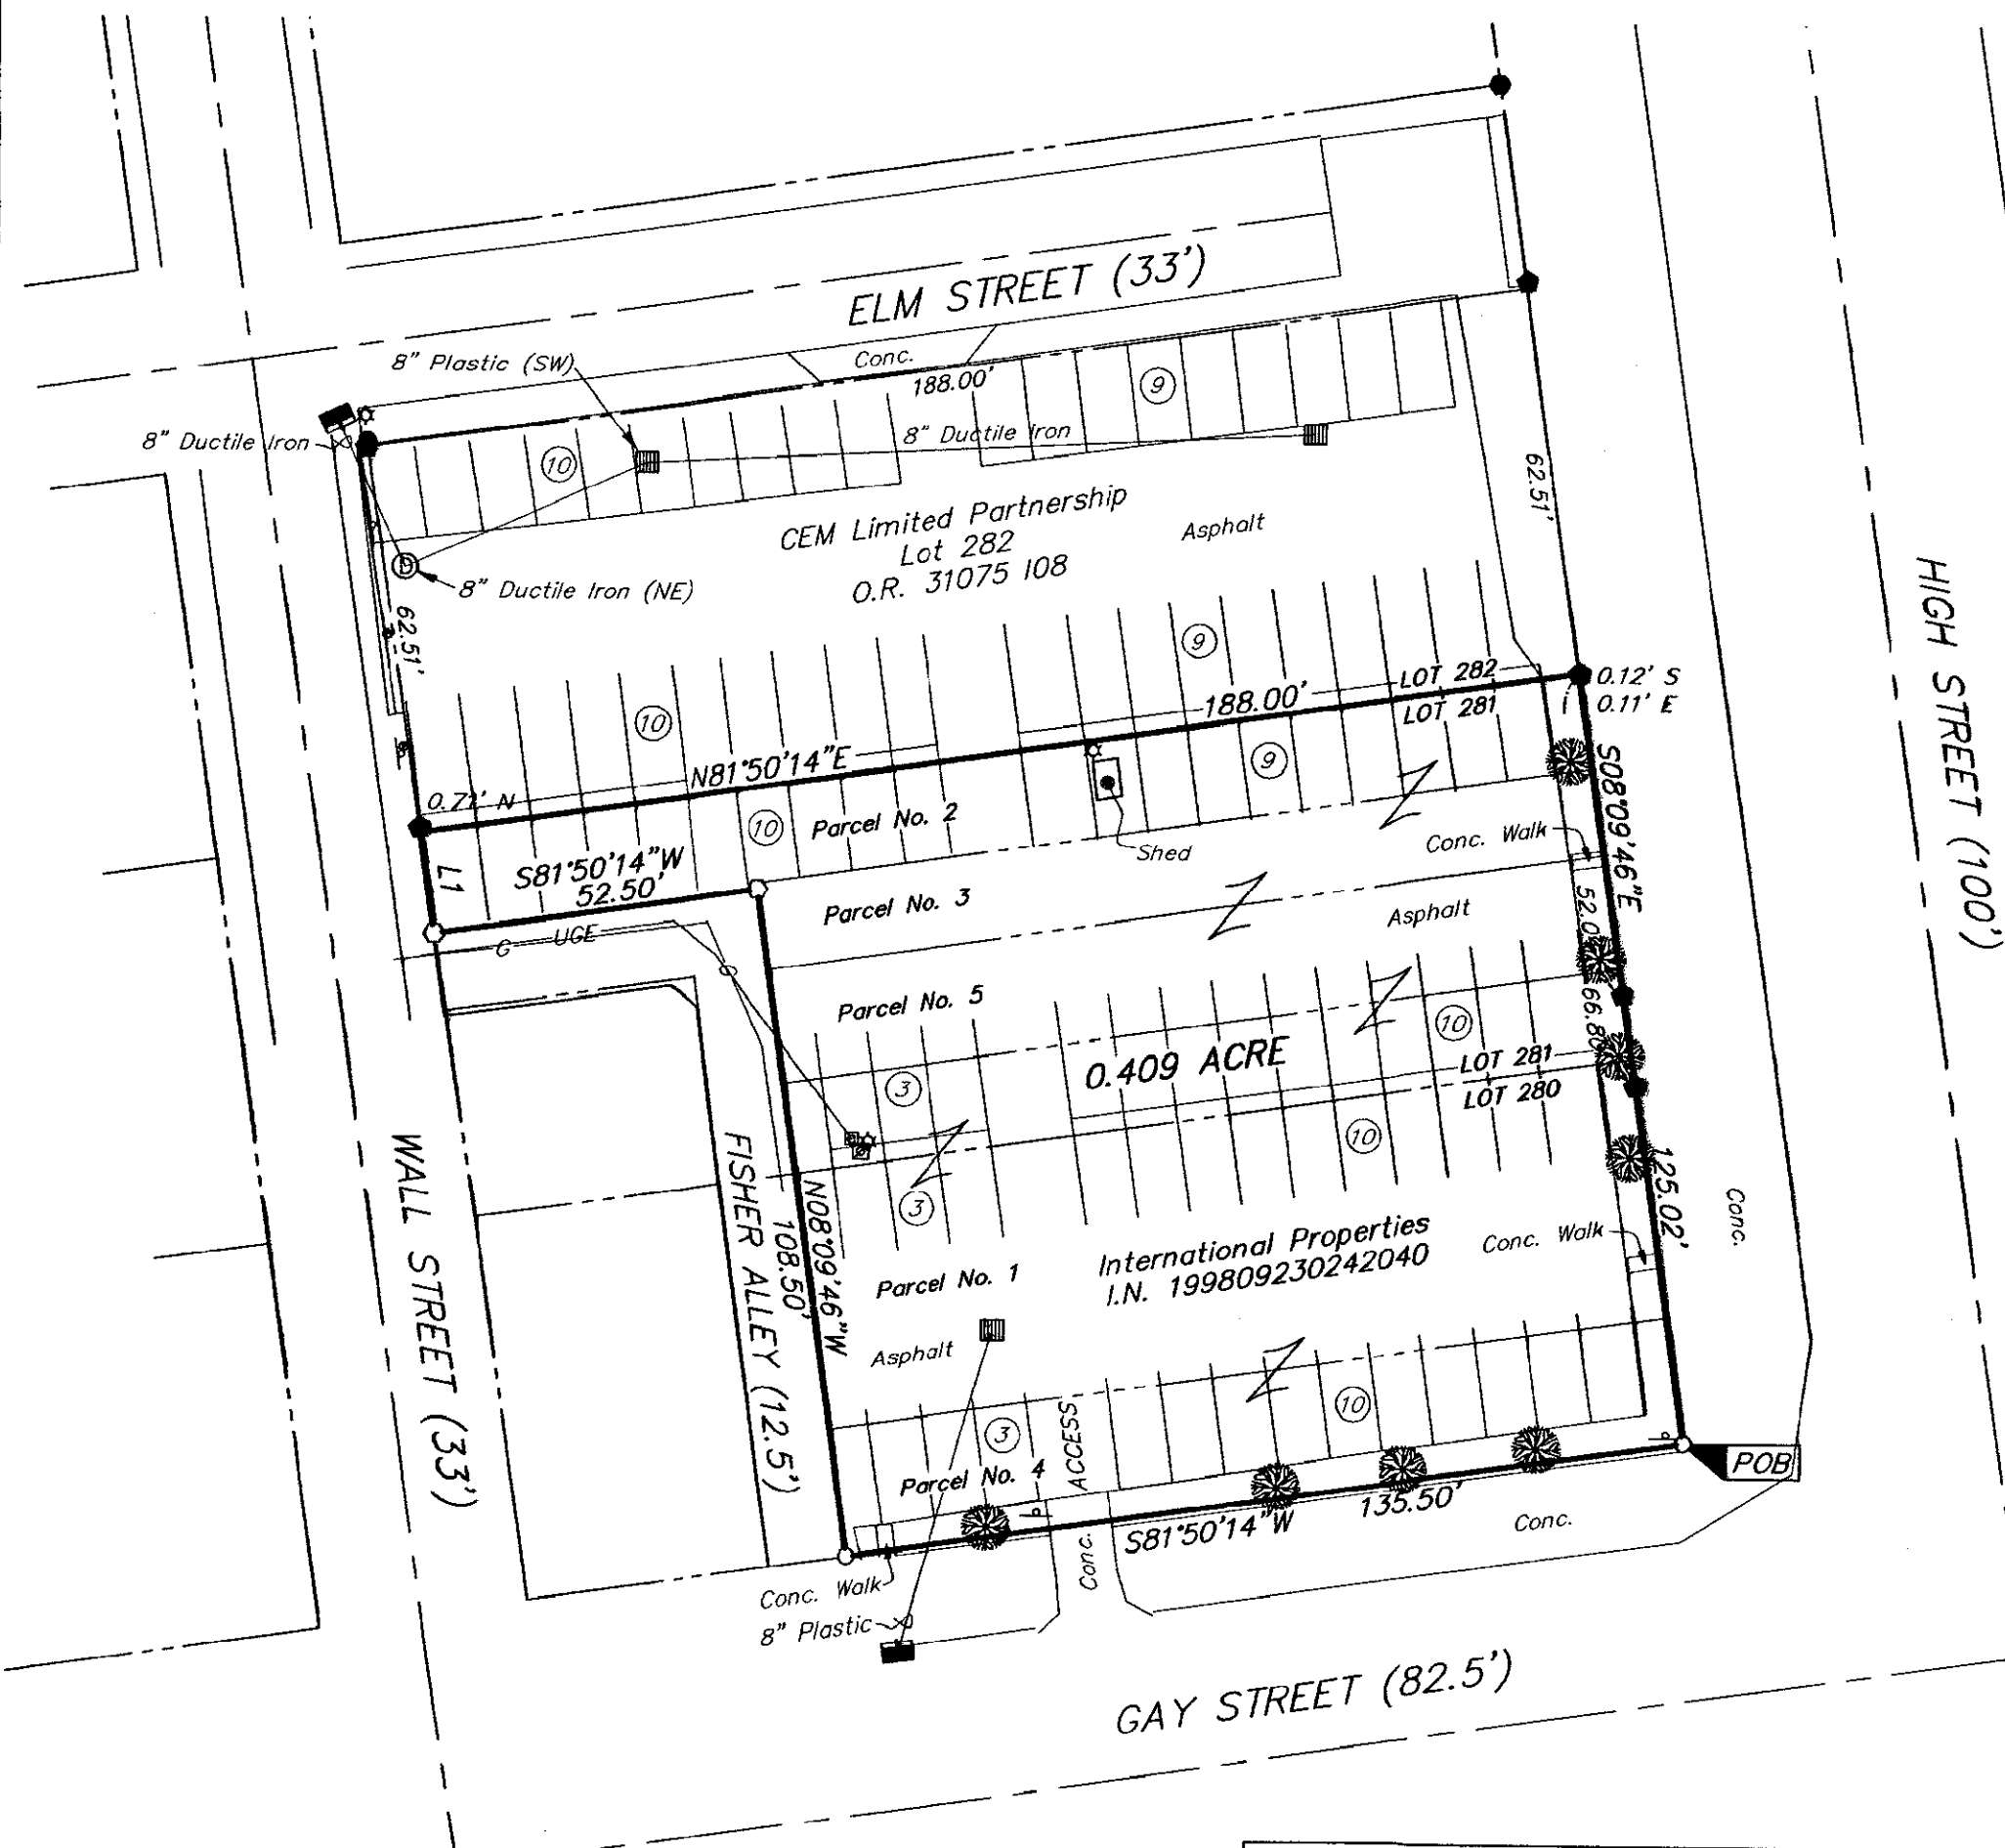 ELM STREET (33')
8" Plastic (SW)
Conc.
188.00'
9
8" Ductile Iron
8" Ductile Iron
10
CEM Limited Partnership
Lot 282
O.R. 31075 I08
Asphalt
62.51'
8" Ductile Iron (NE)
62.51'
HIGH STREET (100')
9
LOT 282
0.12' S
188.00'
LOT 281
0.11' E
10
N81°50'14"E
9
S08°09'46"E
0.71' N
10
Parcel No. 2
Shed
Conc. Walk
L1
S81°50'14"W
52.50'
Parcel No. 3
Asphalt
52.0
G
UGE
Parcel No. 5
66.80
10
0.409 ACRE
LOT 281
LOT 280
3
10
WALL STREET (33')
FISHER ALLEY (12.5')
N08°09'46"W
108.50'
3
125.02'
Conc.
International Properties
I.N. 199809230242040
Conc. Walk
Parcel No. 1
Asphalt
10
3
ACCESS
Parcel No. 4
POB
135.50'
S81°50'14"W
Conc.
Conc.
Conc. Walk
8" Plastic
GAY STREET (82.5')